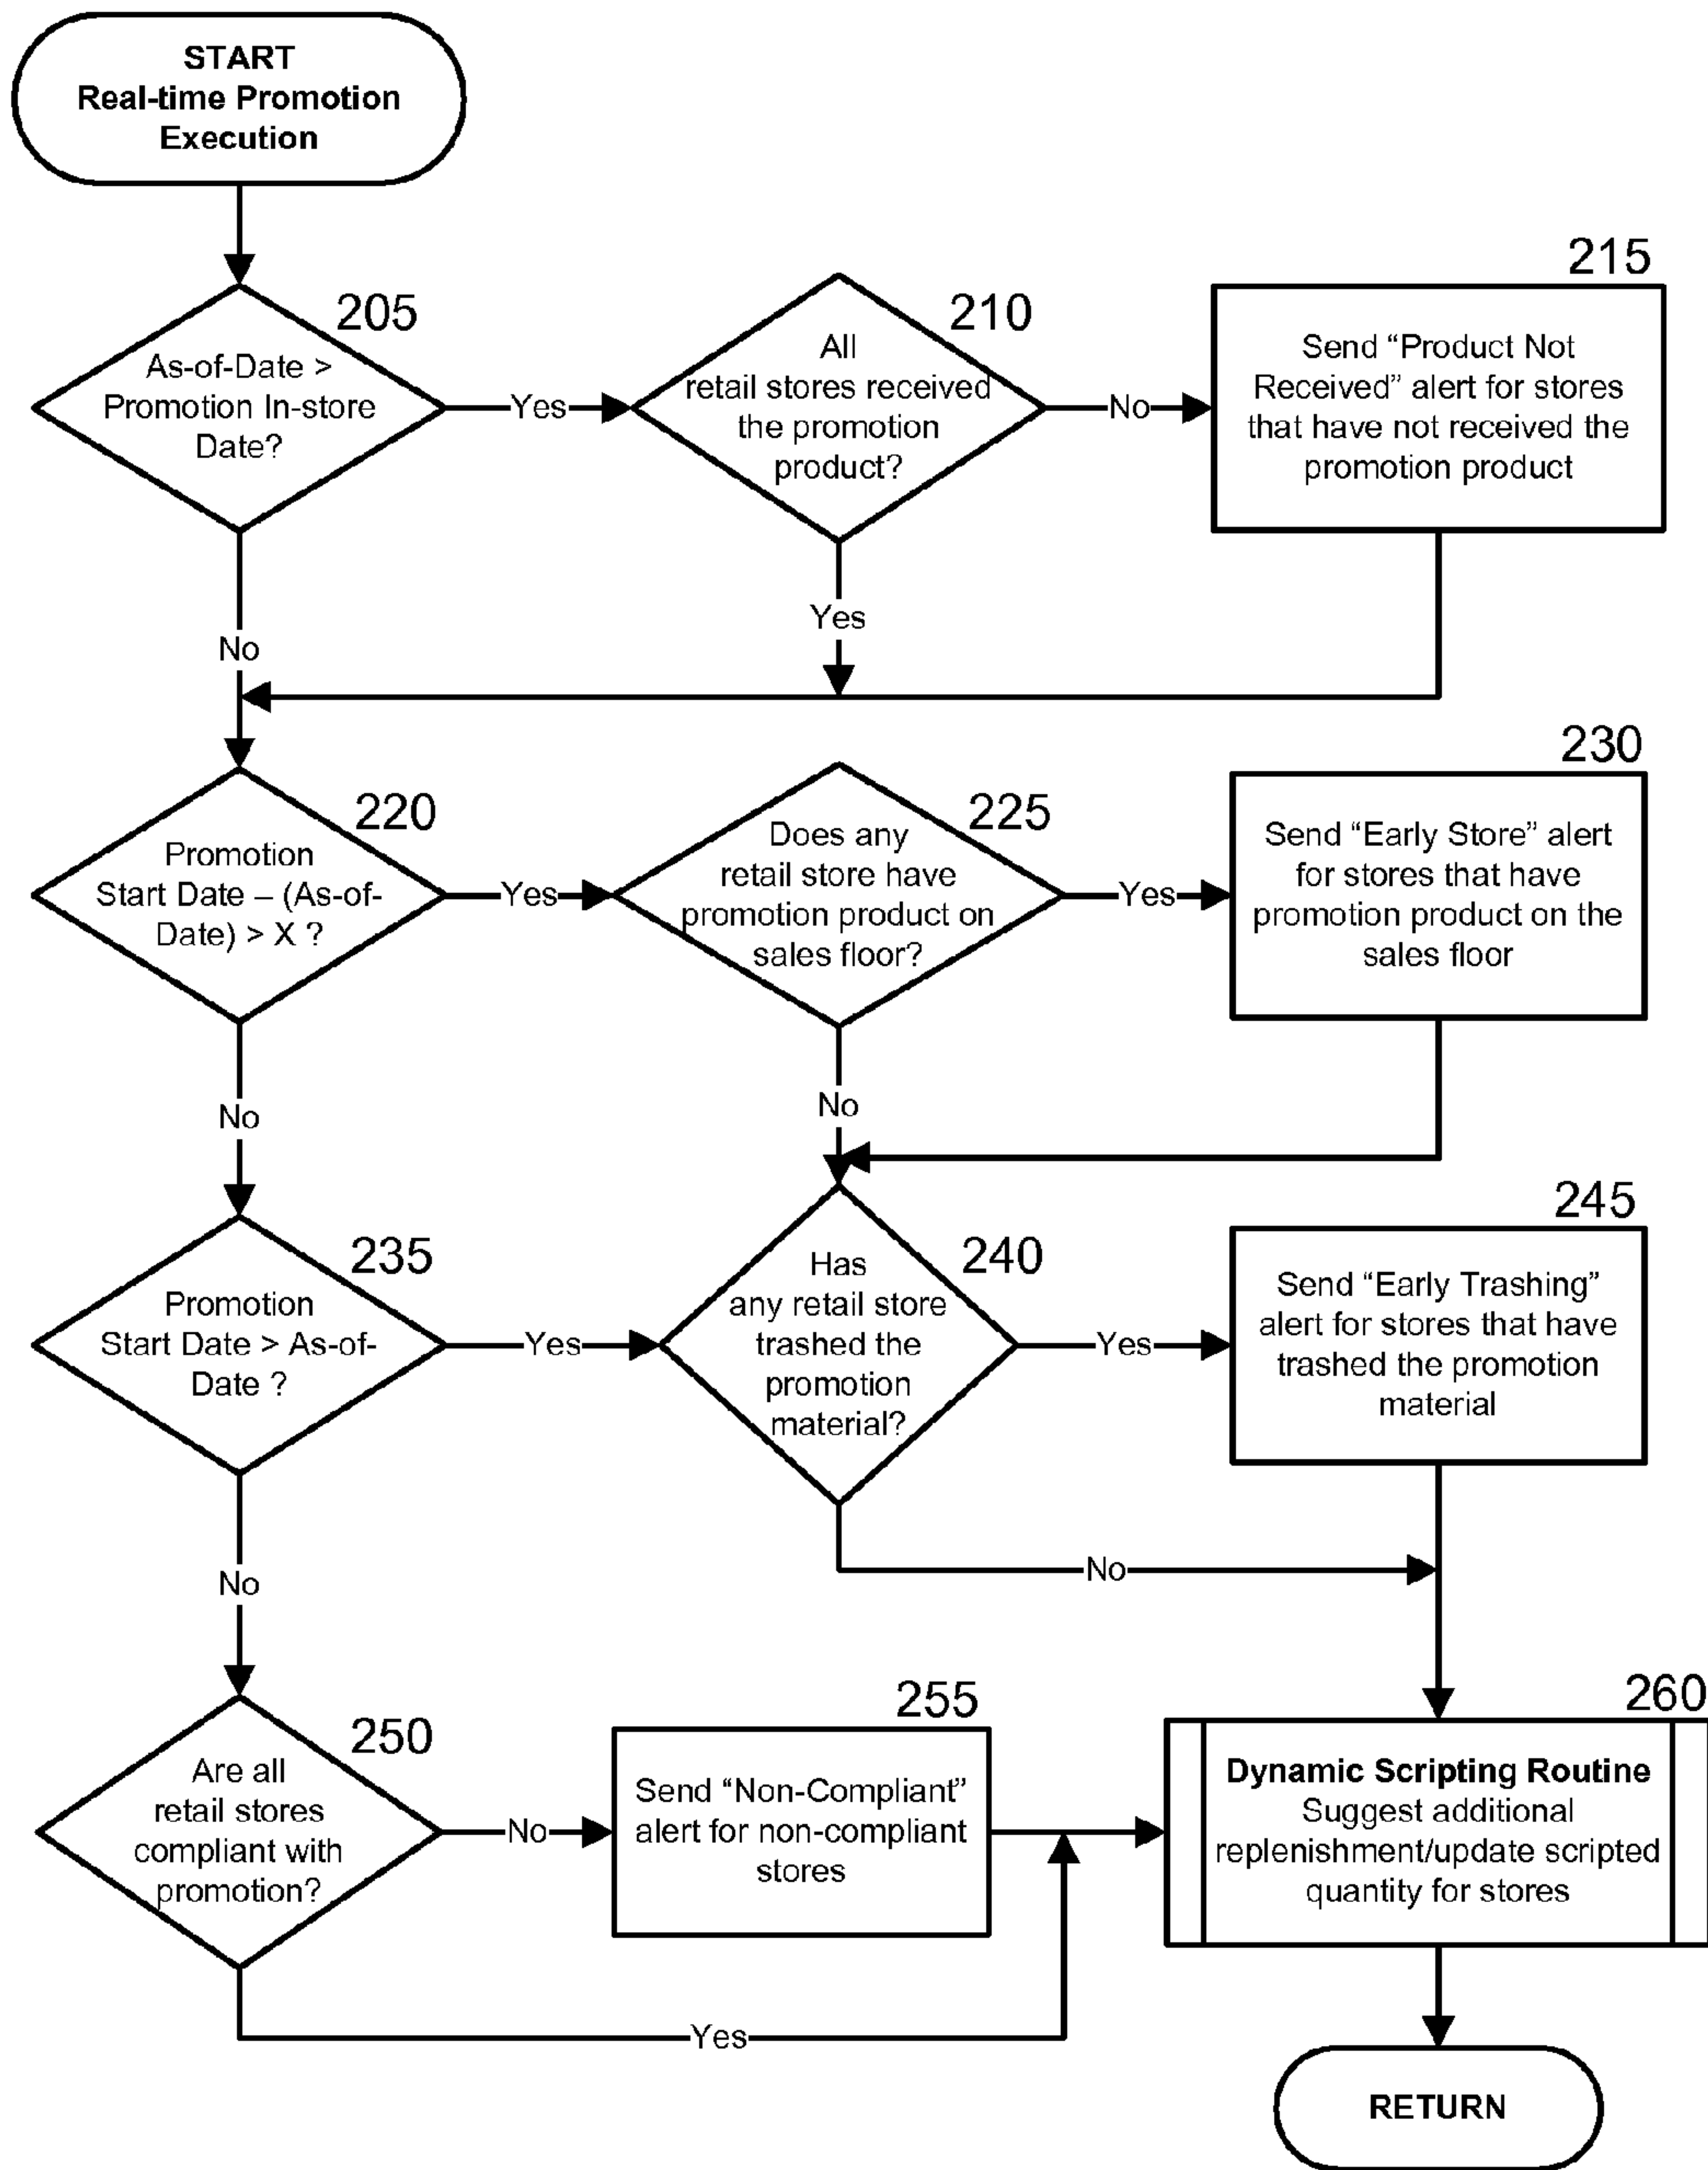 START
Real-time Promotion
Execution
205
As-of-Date >
Promotion In-store
Date?
Yes
No
210
All
retail stores received
the promotion
product?
No
Yes
215
Send “Product Not
Received” alert for stores
that have not received the
promotion product
220
Promotion
Start Date – (As-of-
Date) > X ?
Yes
No
225
Does any
retail store have
promotion product on
sales floor?
Yes
No
230
Send “Early Store” alert
for stores that have
promotion product on the
sales floor
235
Promotion
Start Date > As-of-
Date ?
Yes
No
240
Has
any retail store
trashed the
promotion
material?
Yes
No
245
Send “Early Trashing”
alert for stores that have
trashed the promotion
material
250
Are all
retail stores
compliant with
promotion?
No
Yes
255
Send “Non-Compliant”
alert for non-compliant
stores
260
Dynamic Scripting Routine
Suggest additional
replenishment/update scripted
quantity for stores
RETURN